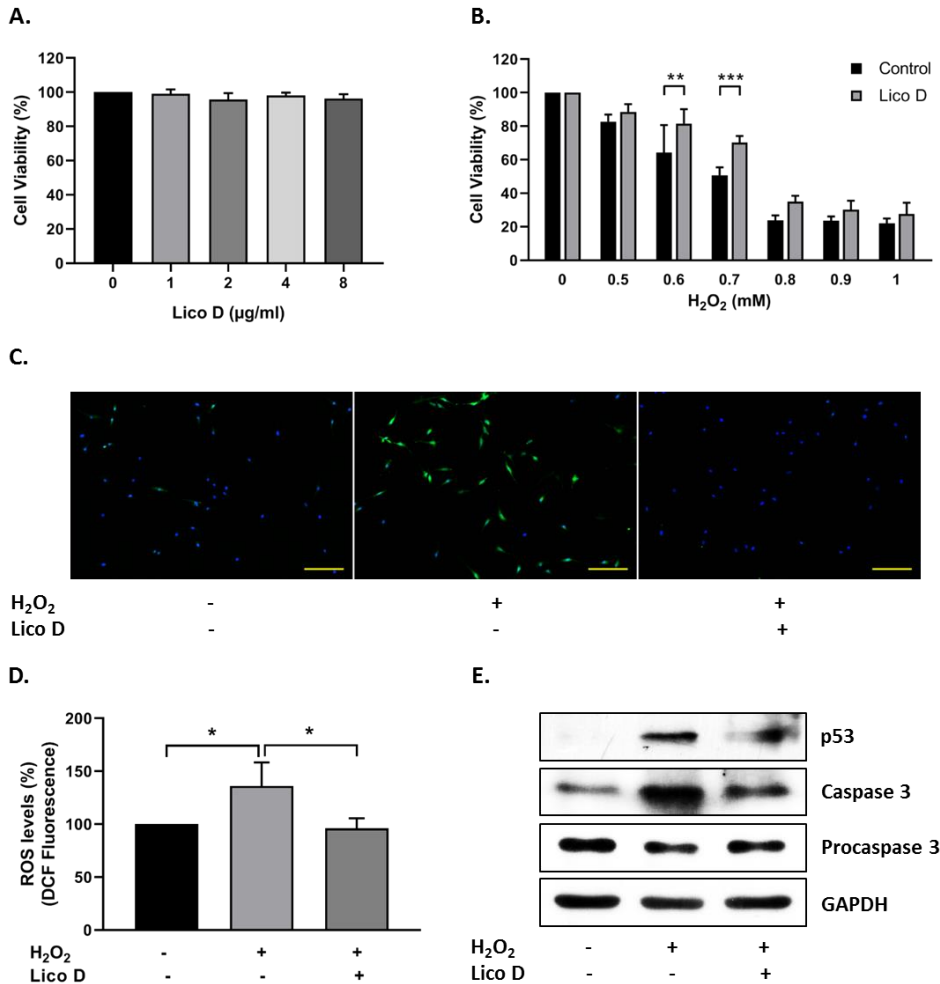 A.
120
100
80
60
40
20
0
Cell Viability (%)
0 1 2 4 8
Lico D (µg/ml)
B.
120
100
80
60
40
20
0
Cell Viability (%)
** ***
Control
Lico D
0 0.5 0.6 0.7 0.8 0.9 1
H₂O₂ (mM)
C.
H₂O₂ - + +
Lico D - - +
D.
200
150
100
50
0
ROS levels (%)
(DCF Fluorescence)
* *
H₂O₂ - + +
Lico D - - +
E.
p53
Caspase 3
Procaspase 3
GAPDH
H₂O₂ - + +
Lico D - - +